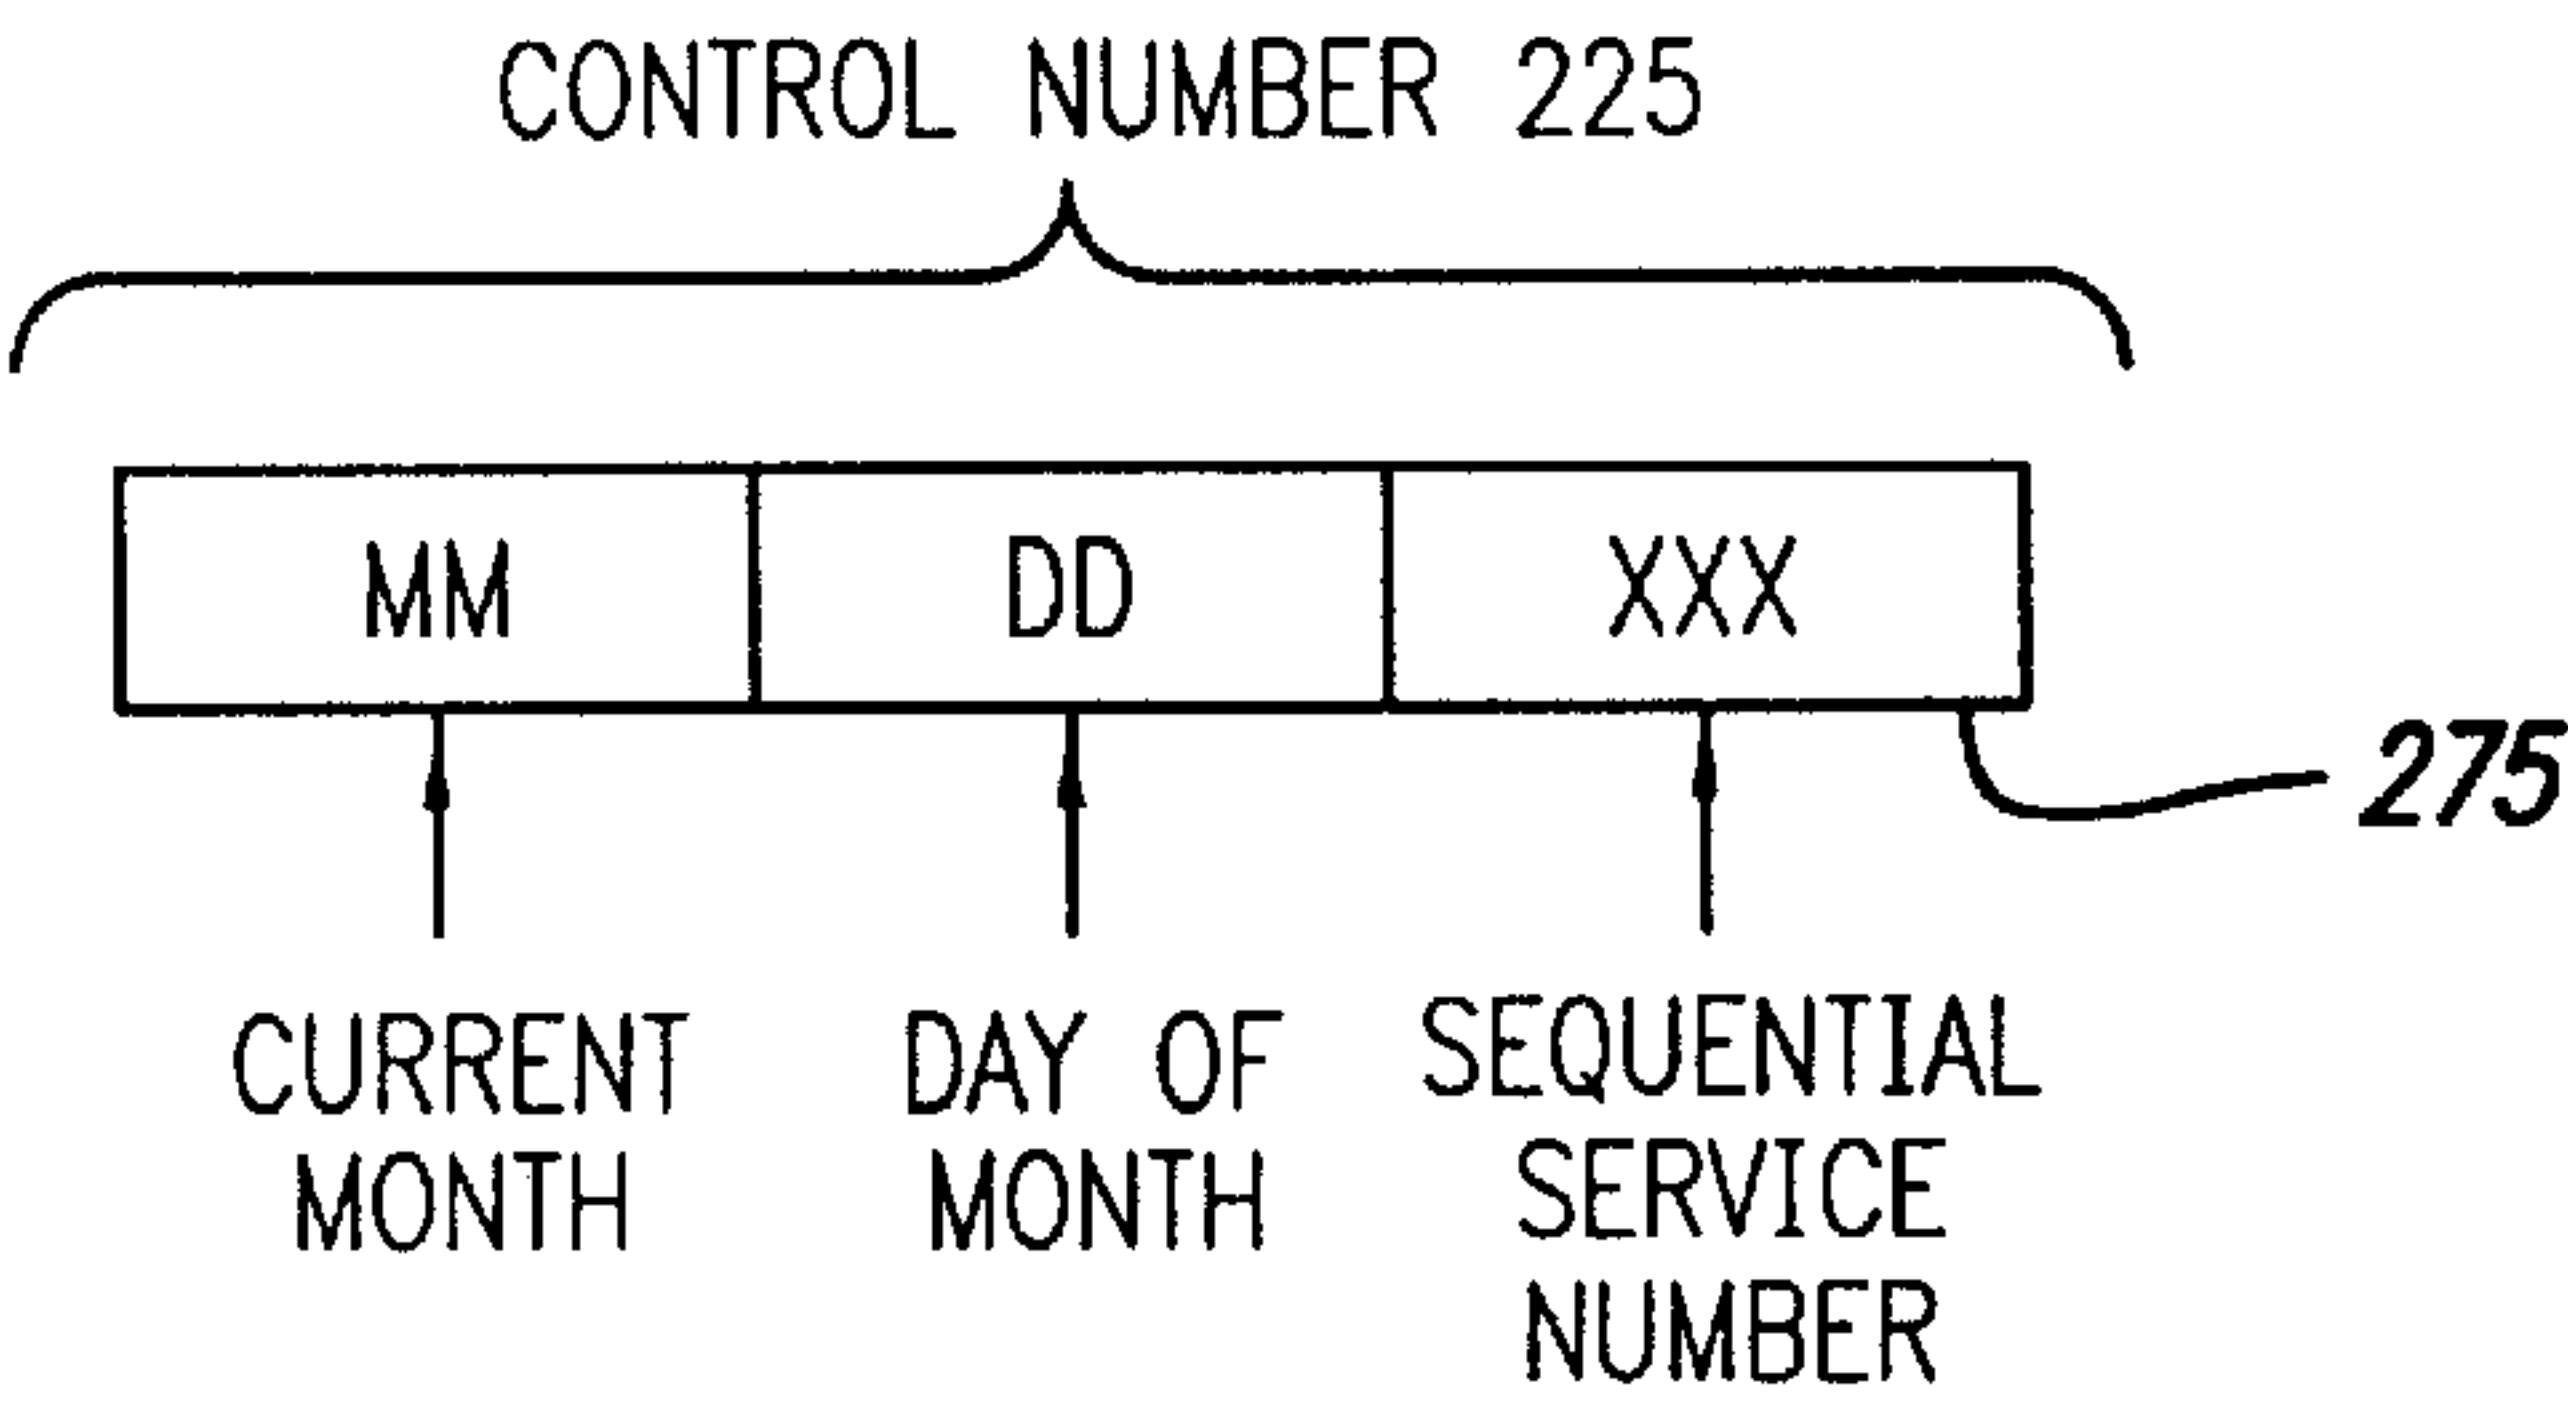 CONTROL NUMBER 225
MM DD XXX
275
CURRENT MONTH
DAY OF MONTH
SEQUENTIAL SERVICE NUMBER